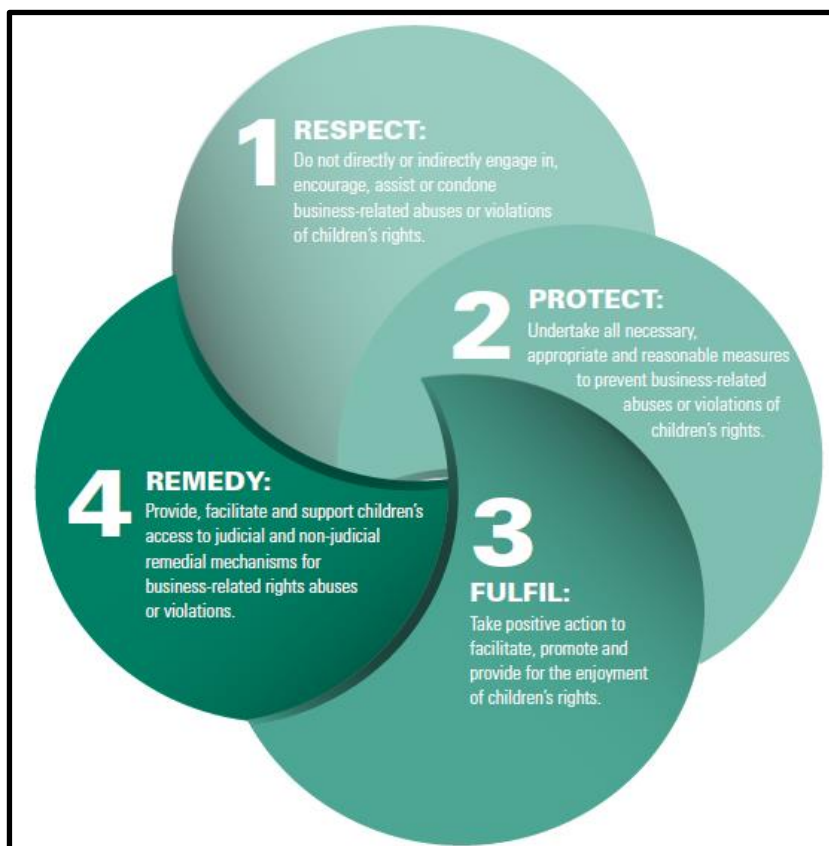 1
RESPECT:
Do not directly or indirectly engage in,
encourage, assist or condone
business-related abuses or violations
of children's rights.
2
PROTECT:
Undertake all necessary,
appropriate and reasonable measures
to prevent business-related
abuses or violations of
children's rights.
3
FULFIL:
Take positive action to
facilitate, promote and
provide for the enjoyment
of children's rights.
4
REMEDY:
Provide, facilitate and support children's
access to judicial and non-judicial
remedial mechanisms for
business-related rights abuses
or violations.